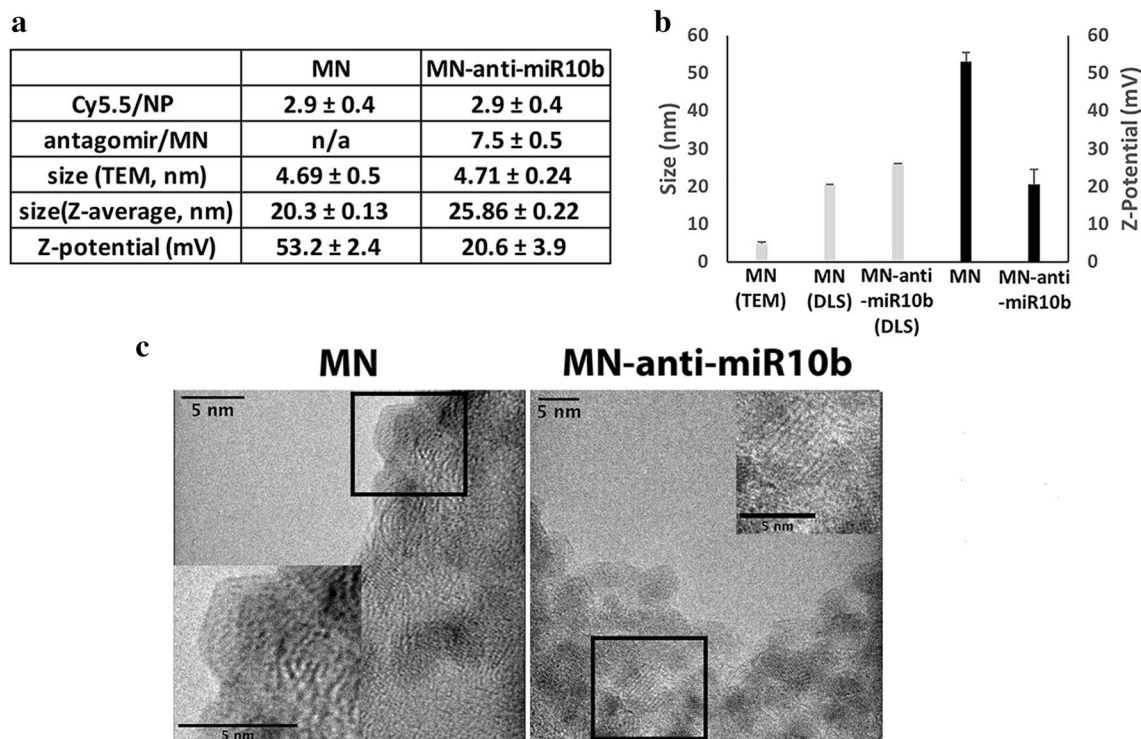 a
MN MN-anti-miR10b
Cy5.5/NP 2.9 ± 0.4 2.9 ± 0.4
antagomir/MN n/a 7.5 ± 0.5
size (TEM, nm) 4.69 ± 0.5 4.71 ± 0.24
size(Z-average, nm) 20.3 ± 0.13 25.86 ± 0.22
Z-potential (mV) 53.2 ± 2.4 20.6 ± 3.9
b
Size (nm)
60
50
40
30
20
10
0
60
50
40
30
20
10
0
Z-Potential (mV)
MN
(TEM)
MN
(DLS)
MN-anti
-miR10b
(DLS)
MN
MN-anti
-miR10b
c
MN
MN-anti-miR10b
5 nm
5 nm
5 nm
5 nm